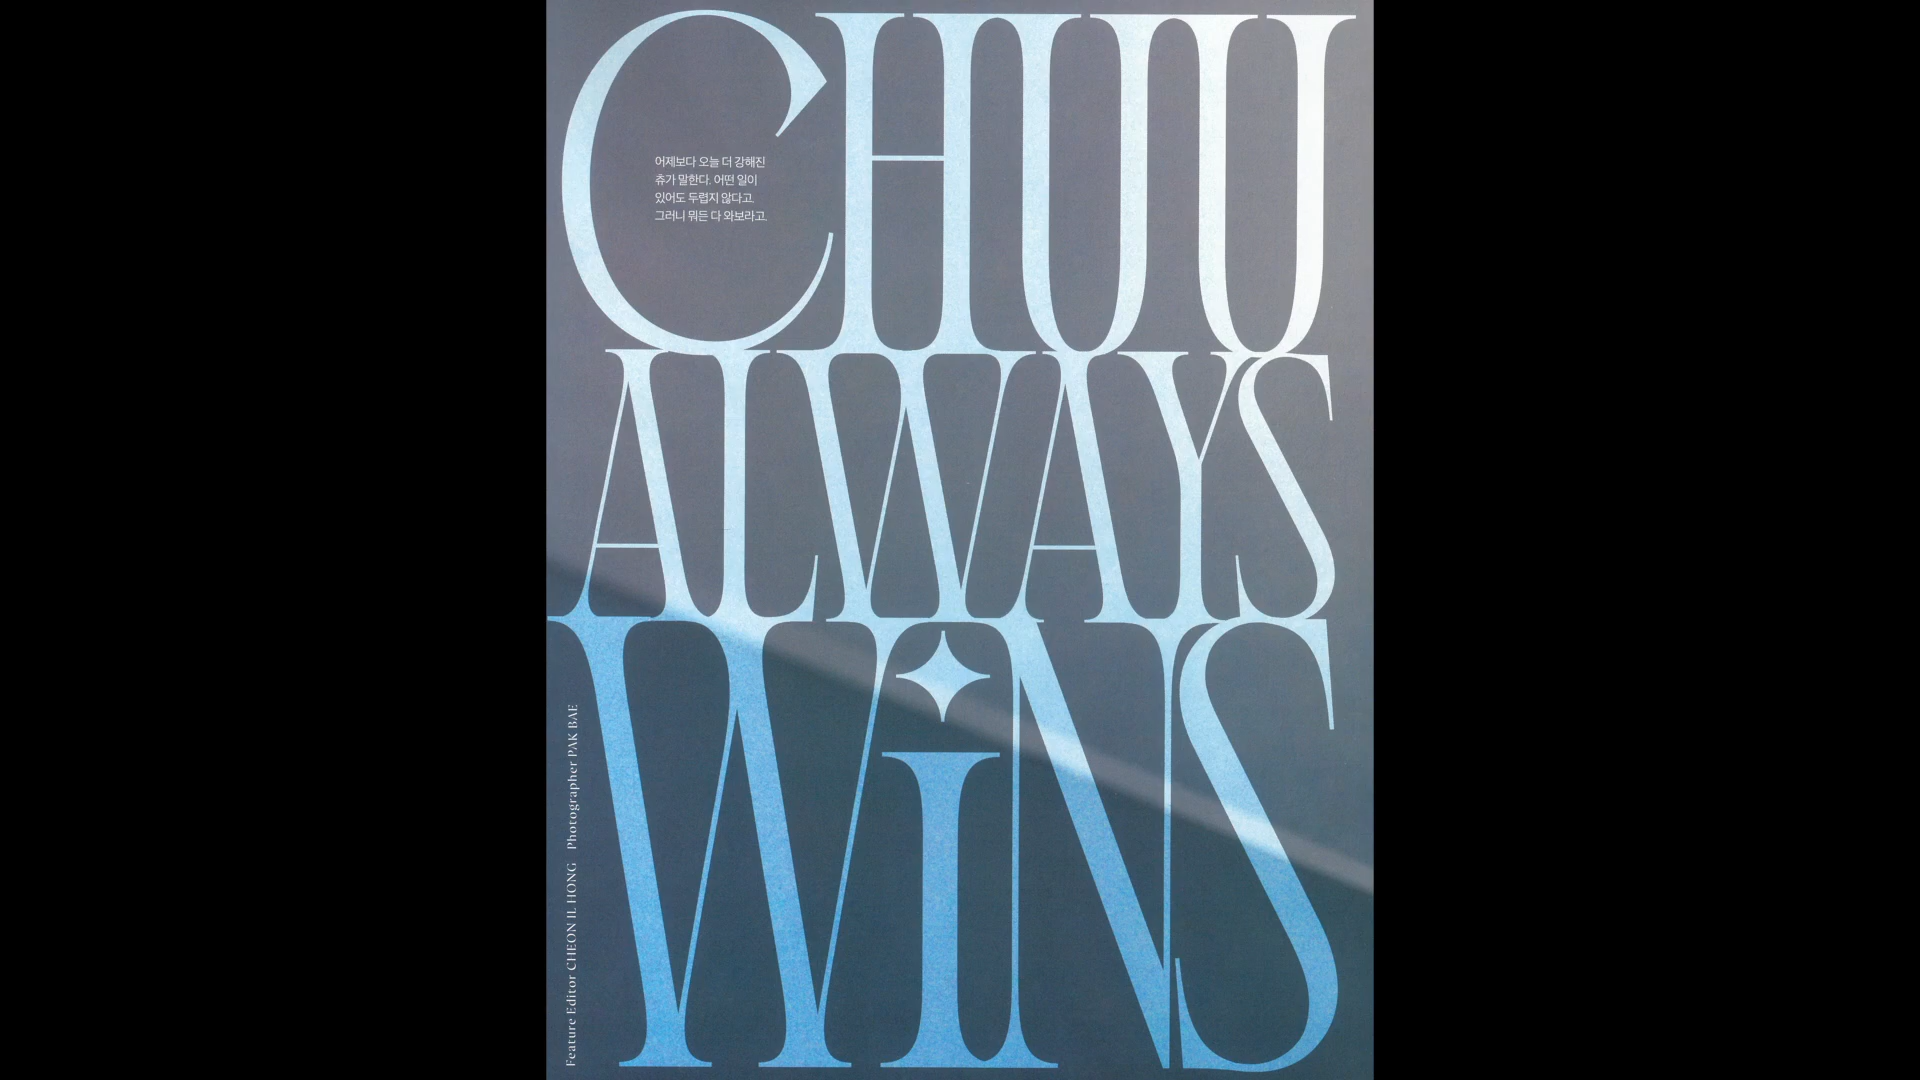 CHUU
어제보다 오늘 더 강해진
츄가 말한다. 어떤 일이
있어도 두렵지 않다고.
그러니 뭐든 다 와보라고.
ALWAYS
WiNS
Feature Editor CHEON IL HONG Photographer PAK BAE